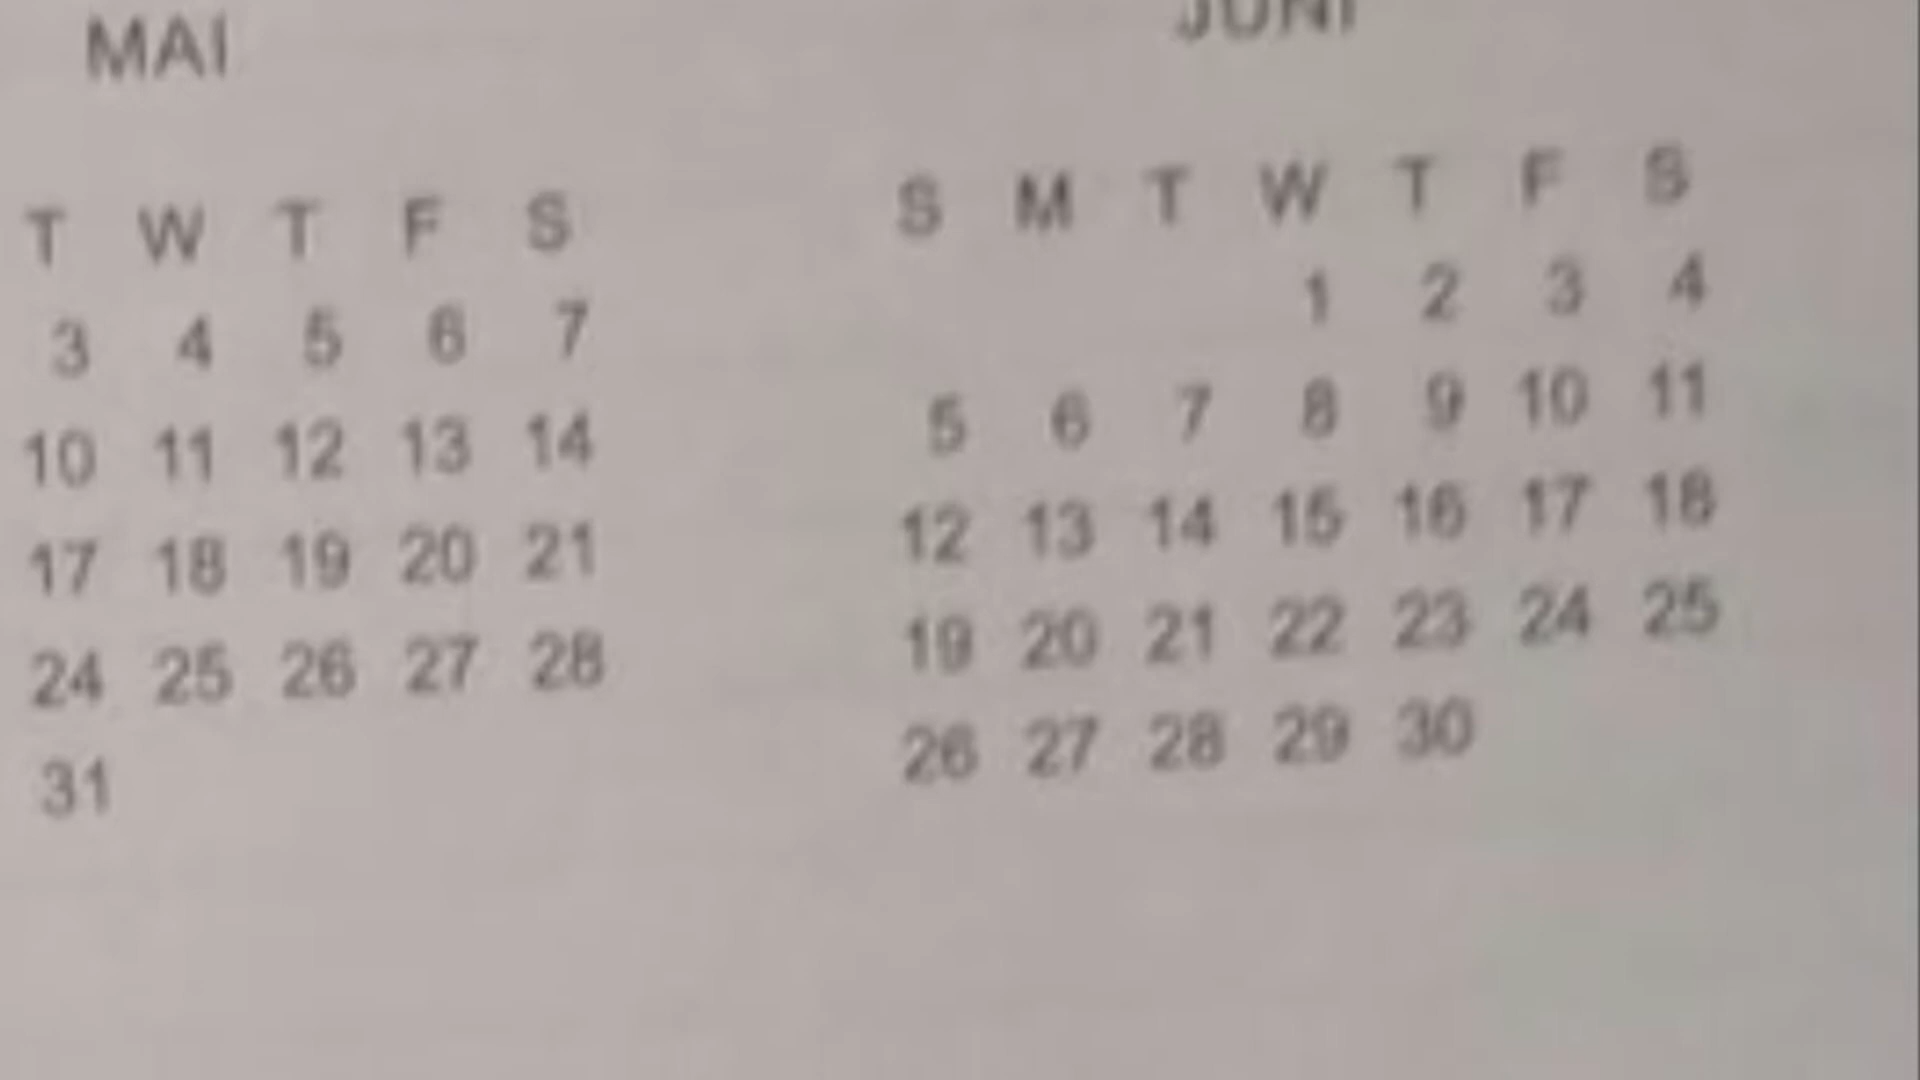 MAI
T W T F S
3 4 5 6 7
10 11 12 13 14
17 18 19 20 21
24 25 26 27 28
31
JUNI
S M T W T F S
1 2 3 4
5 6 7 8 9 10 11
12 13 14 15 16 17 18
19 20 21 22 23 24 25
26 27 28 29 30